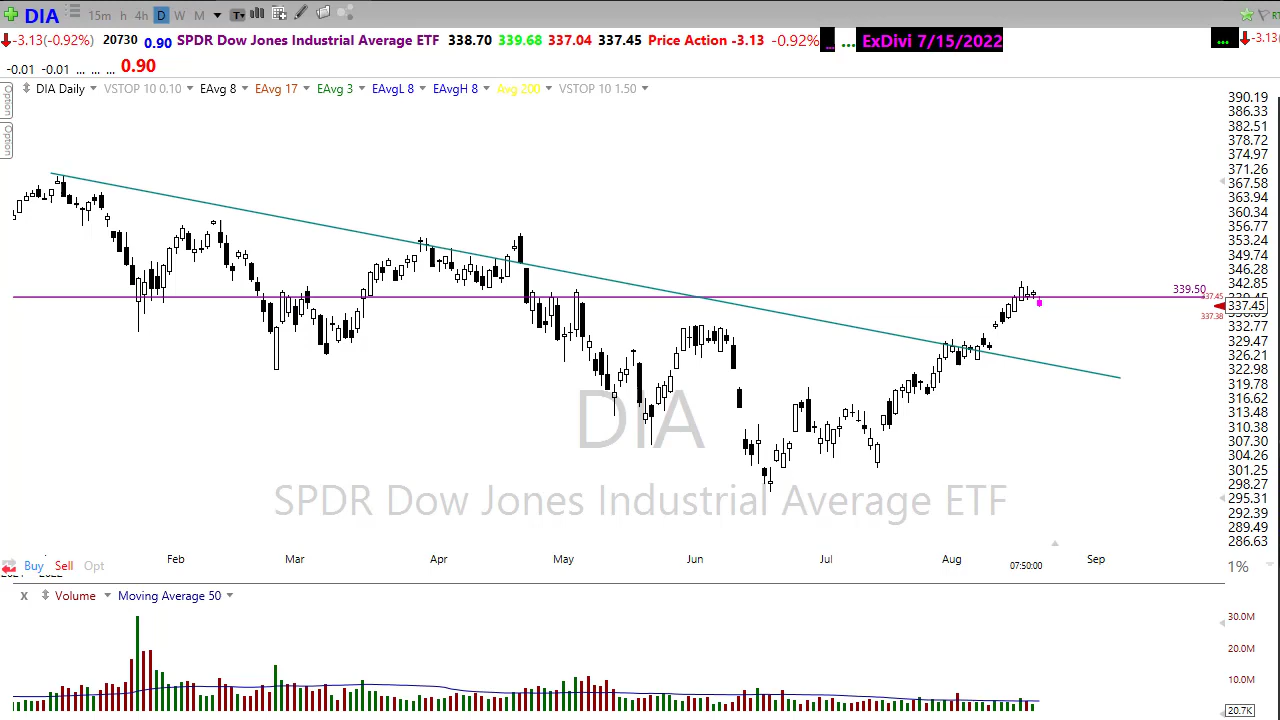 DIA 15m h 4h D W M T
-3.13(-0.92%) 20730 0.90 SPDR Dow Jones Industrial Average ETF 338.70 339.68 337.04 337.45 Price Action -3.13 -0.92% ... ... ExDivi 7/15/2022 ... -3.13(
-0.01 -0.01 ... ... ... 0.90
DIA Daily VSTOP 10 0.10 EAvg 8 EAvg 17 EAvg 3 EAvgL 8 EAvgH 8 Avg 200 VSTOP 10 1.50
Option
Option
390.19
386.33
382.51
378.72
374.97
371.26
367.58
363.94
360.34
356.77
353.24
349.74
346.28
342.85
339.50
337.45
337.45
337.38
332.77
329.47
326.21
322.98
319.78
316.62
313.48
310.38
307.30
304.26
301.25
298.27
295.31
292.39
289.49
286.63
DIA
SPDR Dow Jones Industrial Average ETF
Feb Mar Apr May Jun Jul Aug Sep
Buy Sell Opt 07:50:00 1%
x Volume Moving Average 50
30.0M
20.0M
10.0M
20.7K